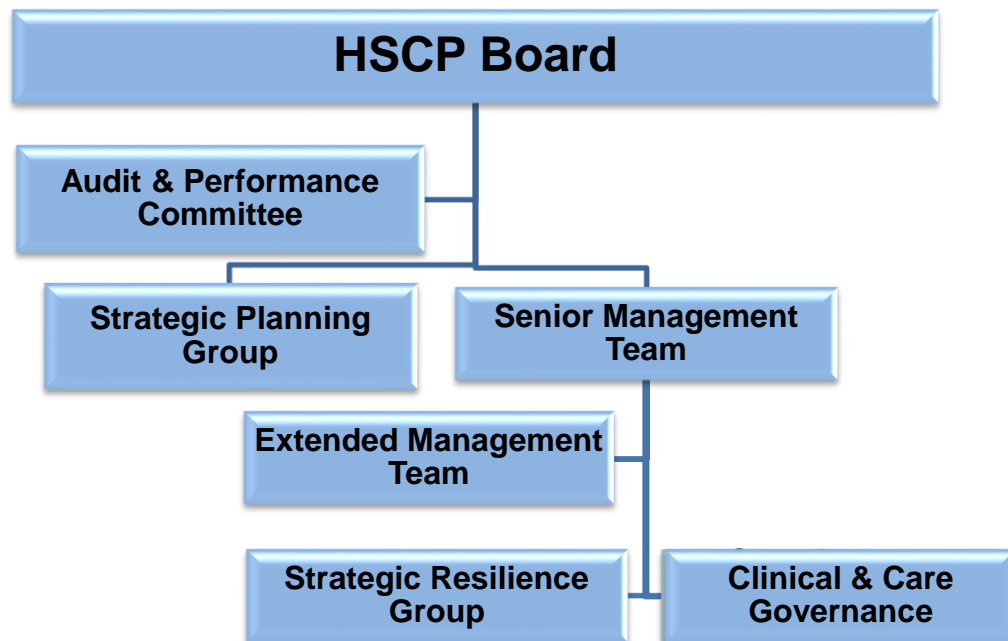 HSCP Board
Audit & Performance
Committee
Strategic Planning
Group
Senior Management
Team
Extended Management
Team
Strategic Resilience
Group
Clinical & Care
Governance